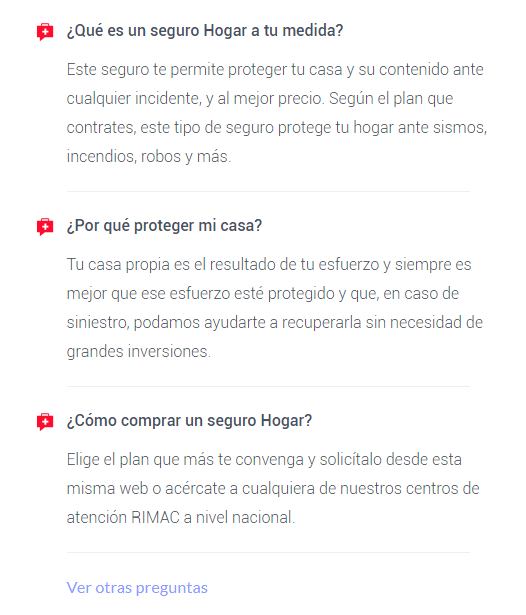 ¿Qué es un seguro Hogar a tu medida?
Este seguro te permite proteger tu casa y su contenido ante
cualquier incidente, y al mejor precio. Según el plan que
contrates, este tipo de seguro protege tu hogar ante sismos,
incendios, robos y más.
¿Por qué proteger mi casa?
Tu casa propia es el resultado de tu esfuerzo y siempre es
mejor que ese esfuerzo esté protegido y que, en caso de
siniestro, podamos ayudarte a recuperarla sin necesidad de
grandes inversiones.
¿Cómo comprar un seguro Hogar?
Elige el plan que más te convenga y solicítalo desde esta
misma web o acércate a cualquiera de nuestros centros de
atención RIMAC a nivel nacional.
Ver otras preguntas